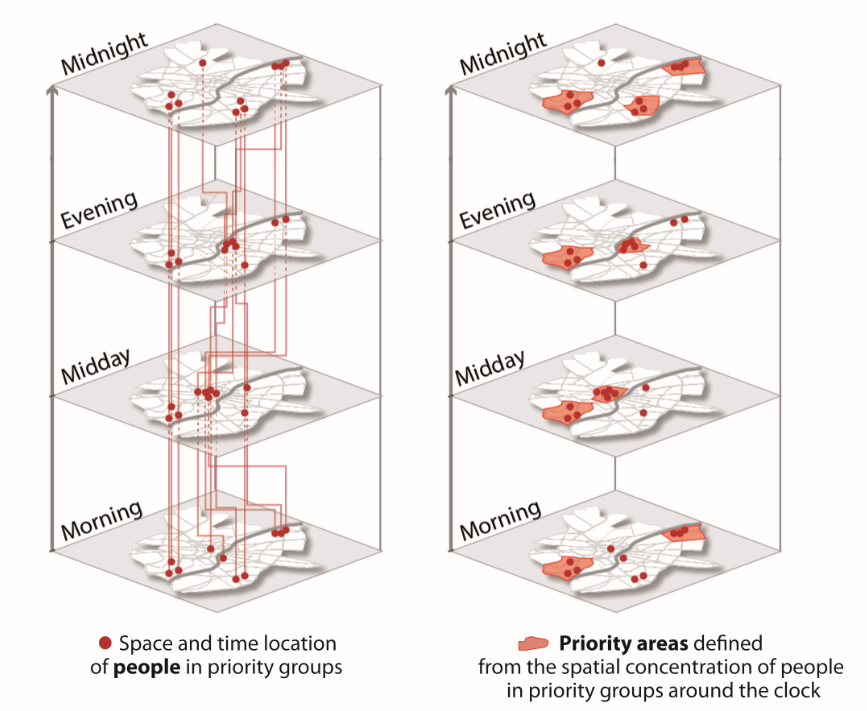 Midnight
Evening
Midday
Morning
Space and time location
of people in priority groups
Midnight
Evening
Midday
Morning
Priority areas defined
from the spatial concentration of people
in priority groups around the clock